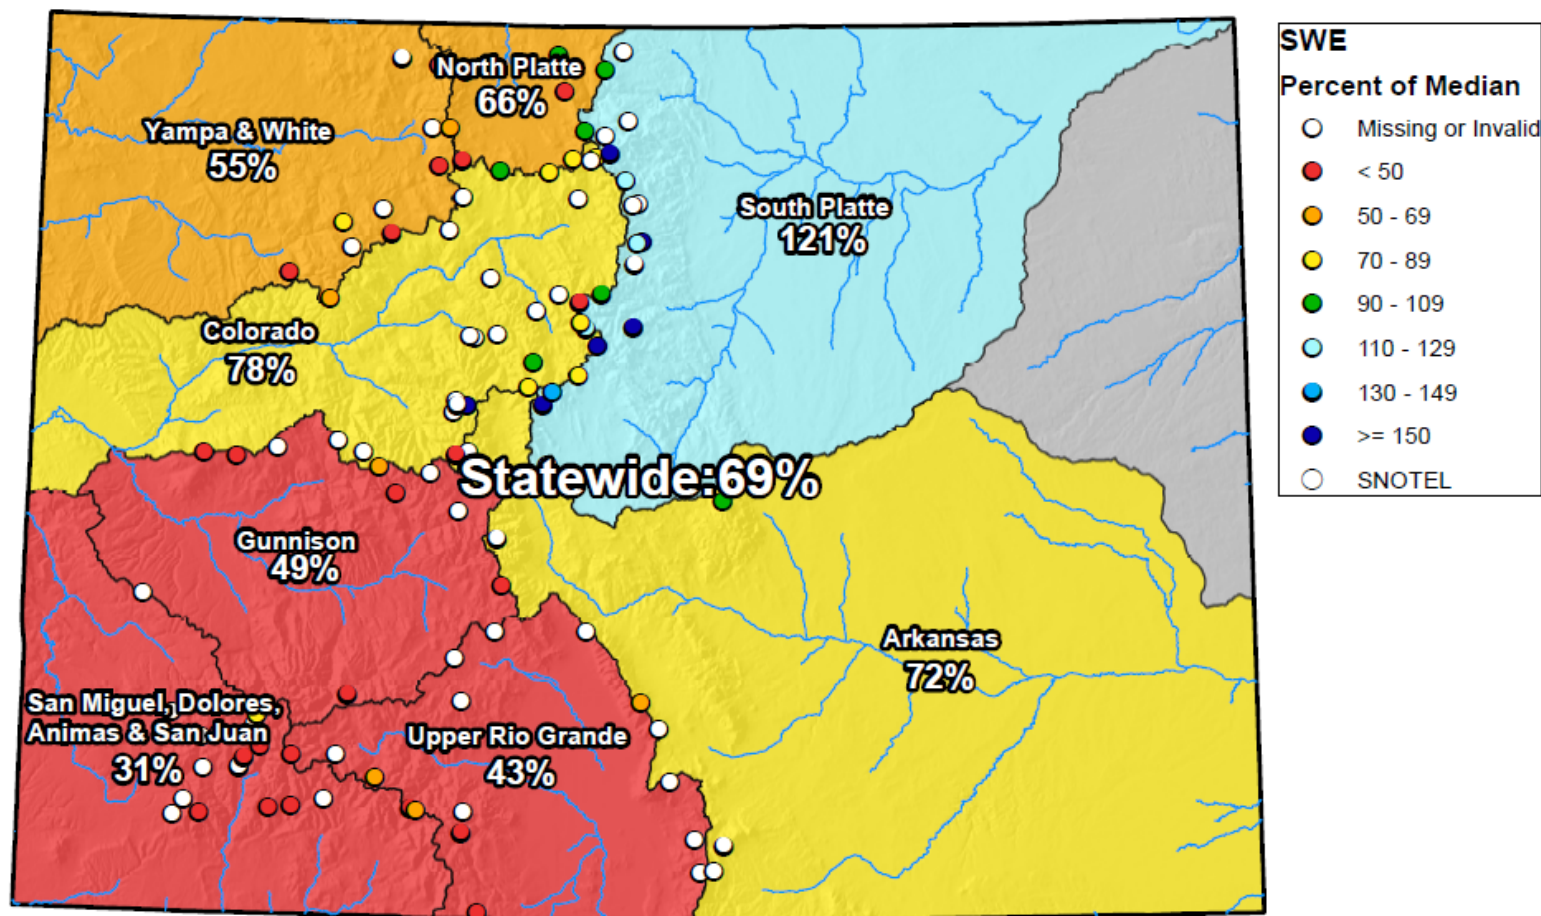 SWE
Percent of Median
Missing or Invalid
< 50
50 - 69
70 - 89
90 - 109
110 - 129
130 - 149
>= 150
SNOTEL
North Platte
66%
Yampa & White
55%
South Platte
121%
Colorado
78%
Statewide:69%
Gunnison
49%
Arkansas
72%
San Miguel, Dolores,
Animas & San Juan
31%
Upper Rio Grande
43%